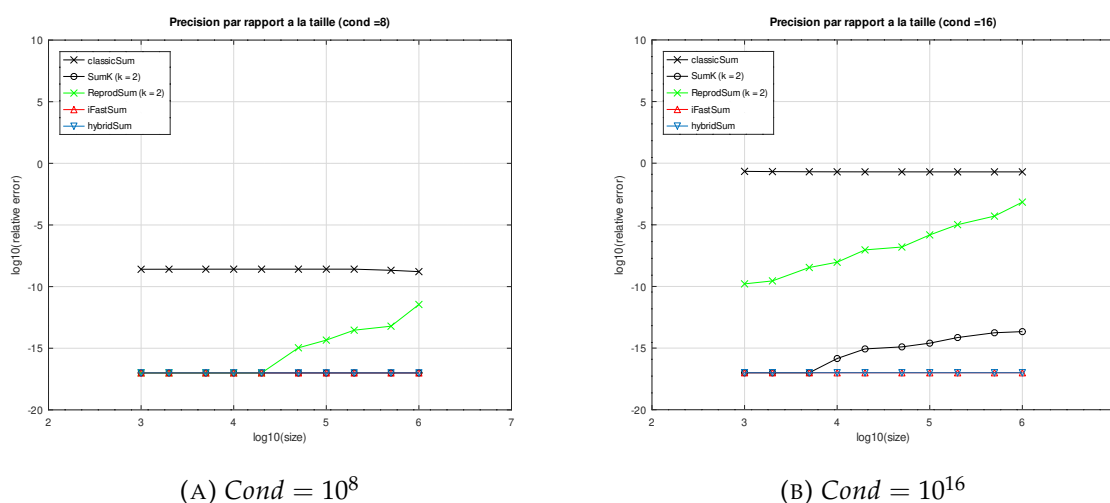 Precision par rapport a la taille (cond =8)
10
5
0
-5
-10
-15
-20
2
3
4
5
6
7
log10(relative error)
log10(size)
classicSum
SumK (k = 2)
ReprodSum (k = 2)
iFastSum
hybridSum
(A) Cond = 10^8
Precision par rapport a la taille (cond =16)
10
5
0
-5
-10
-15
-20
2
3
4
5
6
log10(relative error)
log10(size)
classicSum
SumK (k = 2)
ReprodSum (k = 2)
iFastSum
hybridSum
(B) Cond = 10^16